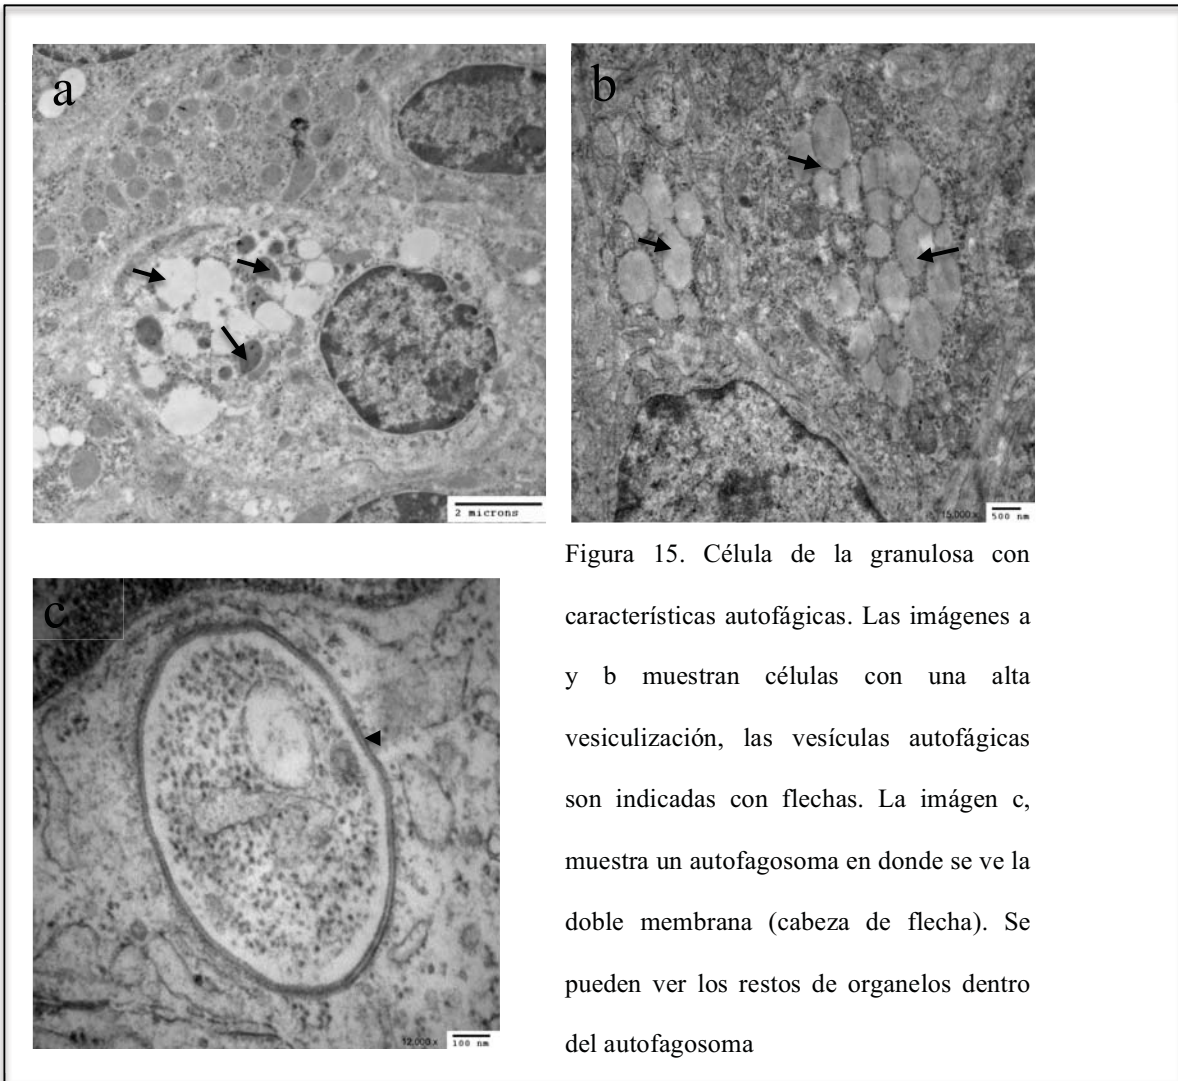 a
b
2 microns
15,000 x
500 nm
c
12,000 x
100 nm
Figura 15. Célula de la granulosa con
características autofágicas. Las imágenes a
y b muestran células con una alta
vesiculización, las vesículas autofágicas
son indicadas con flechas. La imágen c,
muestra un autofagosoma en donde se ve la
doble membrana (cabeza de flecha). Se
pueden ver los restos de organelos dentro
del autofagosoma